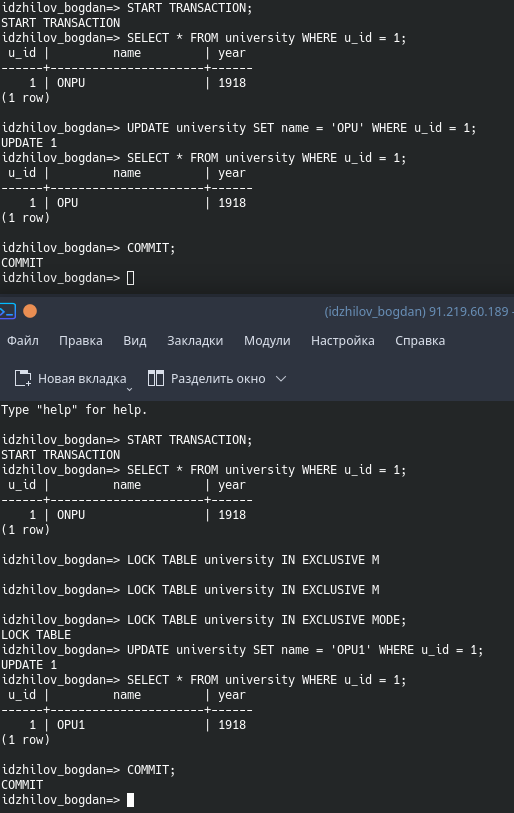 idzhilov_bogdan=> START TRANSACTION;
START TRANSACTION
idzhilov_bogdan=> SELECT * FROM university WHERE u_id = 1;
 u_id |         name         | year
------+----------------------+------
    1 | ONPU                 | 1918
(1 row)

idzhilov_bogdan=> UPDATE university SET name = 'OPU' WHERE u_id = 1;
UPDATE 1
idzhilov_bogdan=> SELECT * FROM university WHERE u_id = 1;
 u_id |         name         | year
------+----------------------+------
    1 | OPU                  | 1918
(1 row)

idzhilov_bogdan=> COMMIT;
COMMIT
idzhilov_bogdan=>
(idzhilov_bogdan) 91.219.60.189 –
Файл Правка Вид Закладки Модули Настройка Справка
Новая вкладка Разделить окно
Type "help" for help.

idzhilov_bogdan=> START TRANSACTION;
START TRANSACTION
idzhilov_bogdan=> SELECT * FROM university WHERE u_id = 1;
 u_id |         name         | year
------+----------------------+------
    1 | ONPU                 | 1918
(1 row)

idzhilov_bogdan=> LOCK TABLE university IN EXCLUSIVE M

idzhilov_bogdan=> LOCK TABLE university IN EXCLUSIVE M

idzhilov_bogdan=> LOCK TABLE university IN EXCLUSIVE MODE;
LOCK TABLE
idzhilov_bogdan=> UPDATE university SET name = 'OPU1' WHERE u_id = 1;
UPDATE 1
idzhilov_bogdan=> SELECT * FROM university WHERE u_id = 1;
 u_id |         name         | year
------+----------------------+------
    1 | OPU1                 | 1918
(1 row)

idzhilov_bogdan=> COMMIT;
COMMIT
idzhilov_bogdan=>